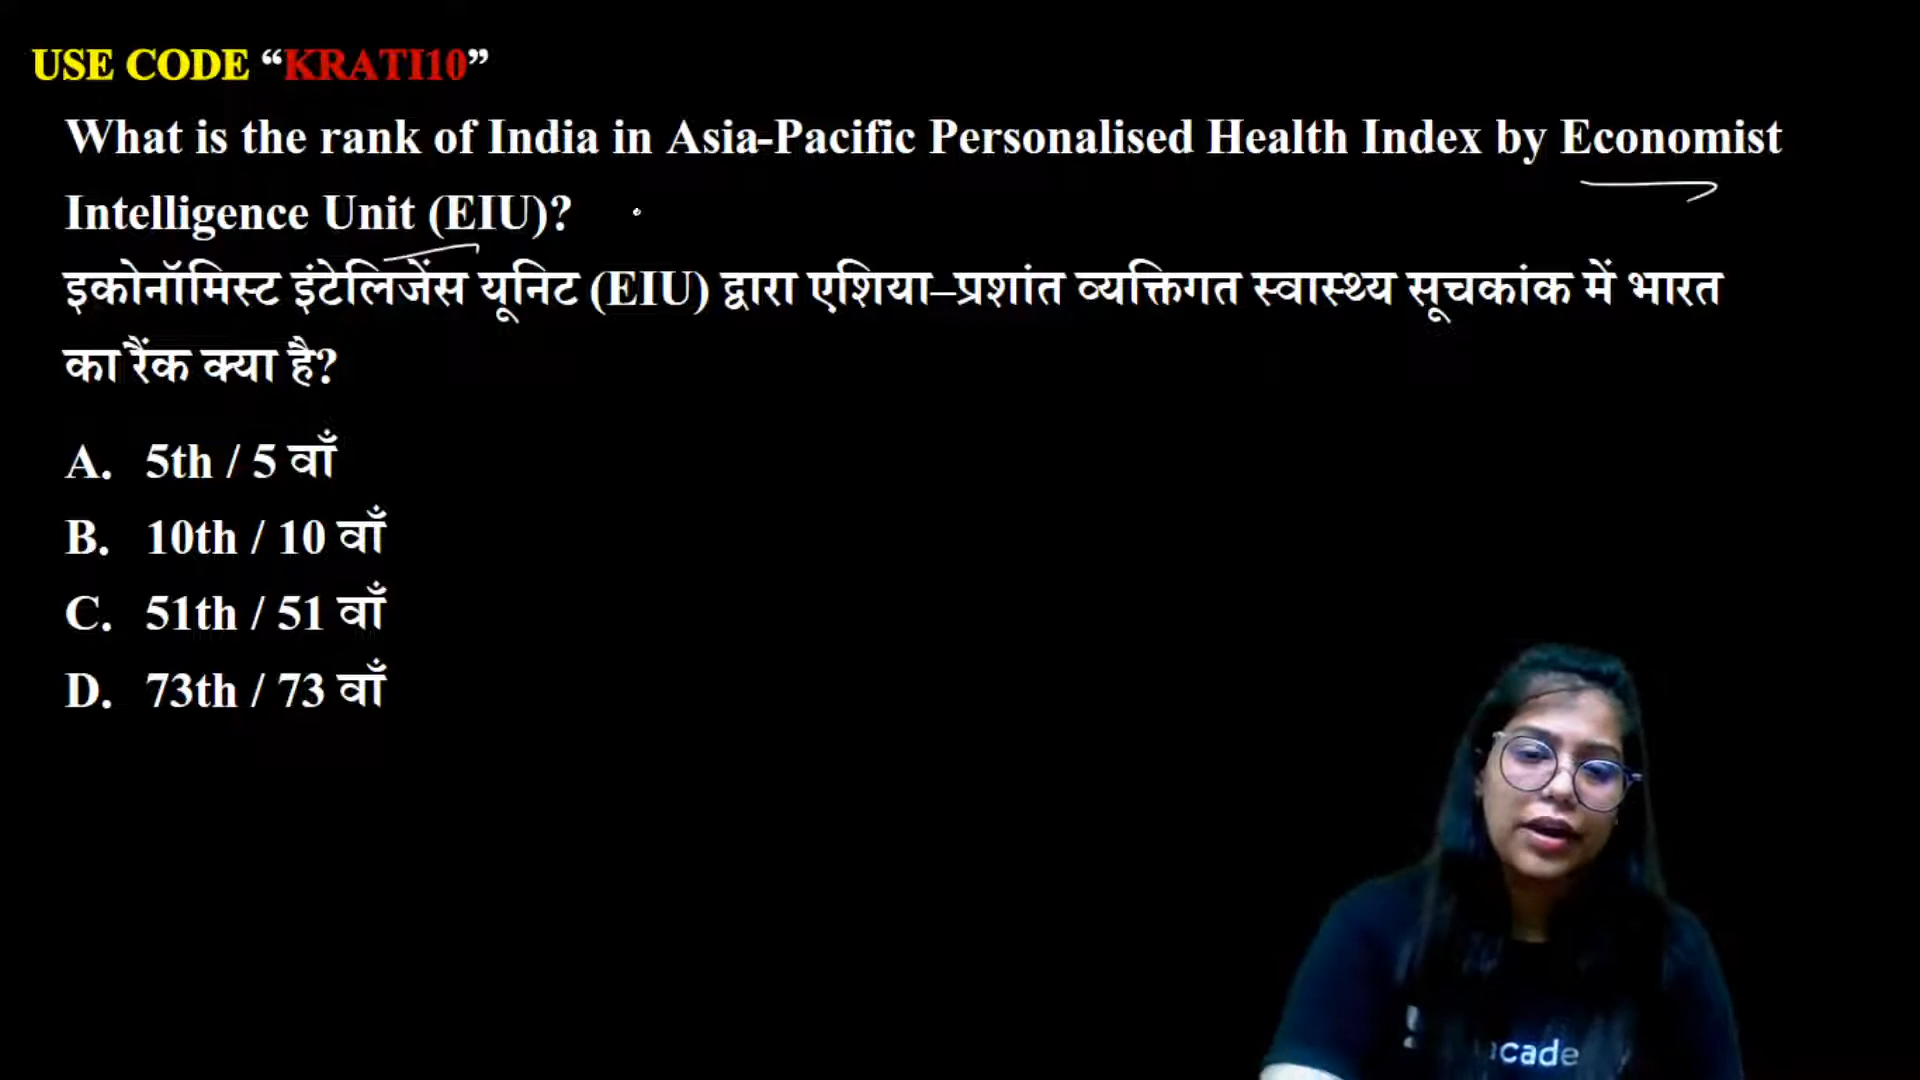 USE CODE “KRATI10”
What is the rank of India in Asia-Pacific Personalised Health Index by Economist
Intelligence Unit (EIU)?
इकोनॉमिस्ट इंटेलिजेंस यूनिट (EIU) द्वारा एशिया–प्रशांत व्यक्तिगत स्वास्थ्य सूचकांक में भारत
का रैंक क्या है?
A. 5th / 5 वाँ
B. 10th / 10 वाँ
C. 51th / 51 वाँ
D. 73th / 73 वाँ
acade